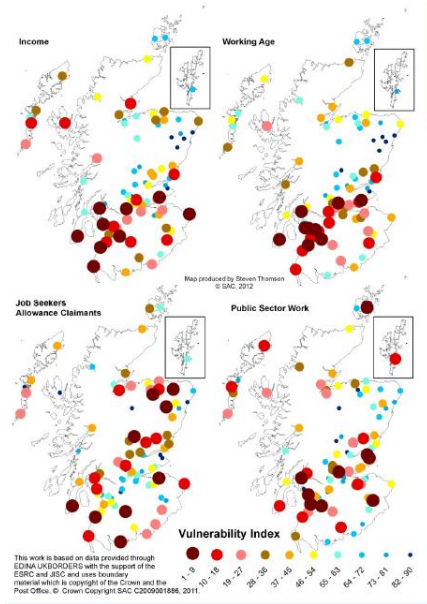 Income
Working Age
Map produced by Steven Thomson
© SAC, 2012
Job Seekers
Allowance Claimants
Public Sector Work
Vulnerability Index
1 - 9
10 - 18
19 - 27
28 - 36
37 - 45
46 - 54
55 - 63
64 - 72
73 - 81
82 - 90
This work is based on data provided through
EDINA UKBORDERS with the support of the
ESRC and JISC and uses boundary
material which is copyright of the Crown and the
Post Office. © Crown Copyright SAC C2009001886, 2011.